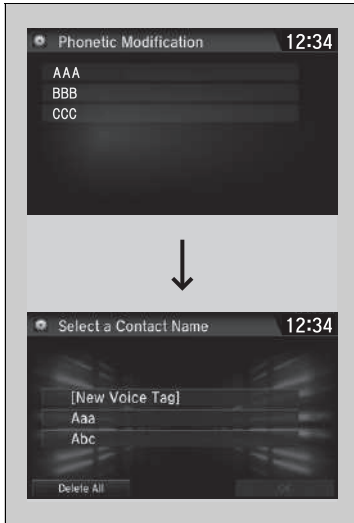 Phonetic Modification 12:34
AAA
BBB
CCC
Select a Contact Name 12:34
[New Voice Tag]
Aaa
Abc
Delete All OK